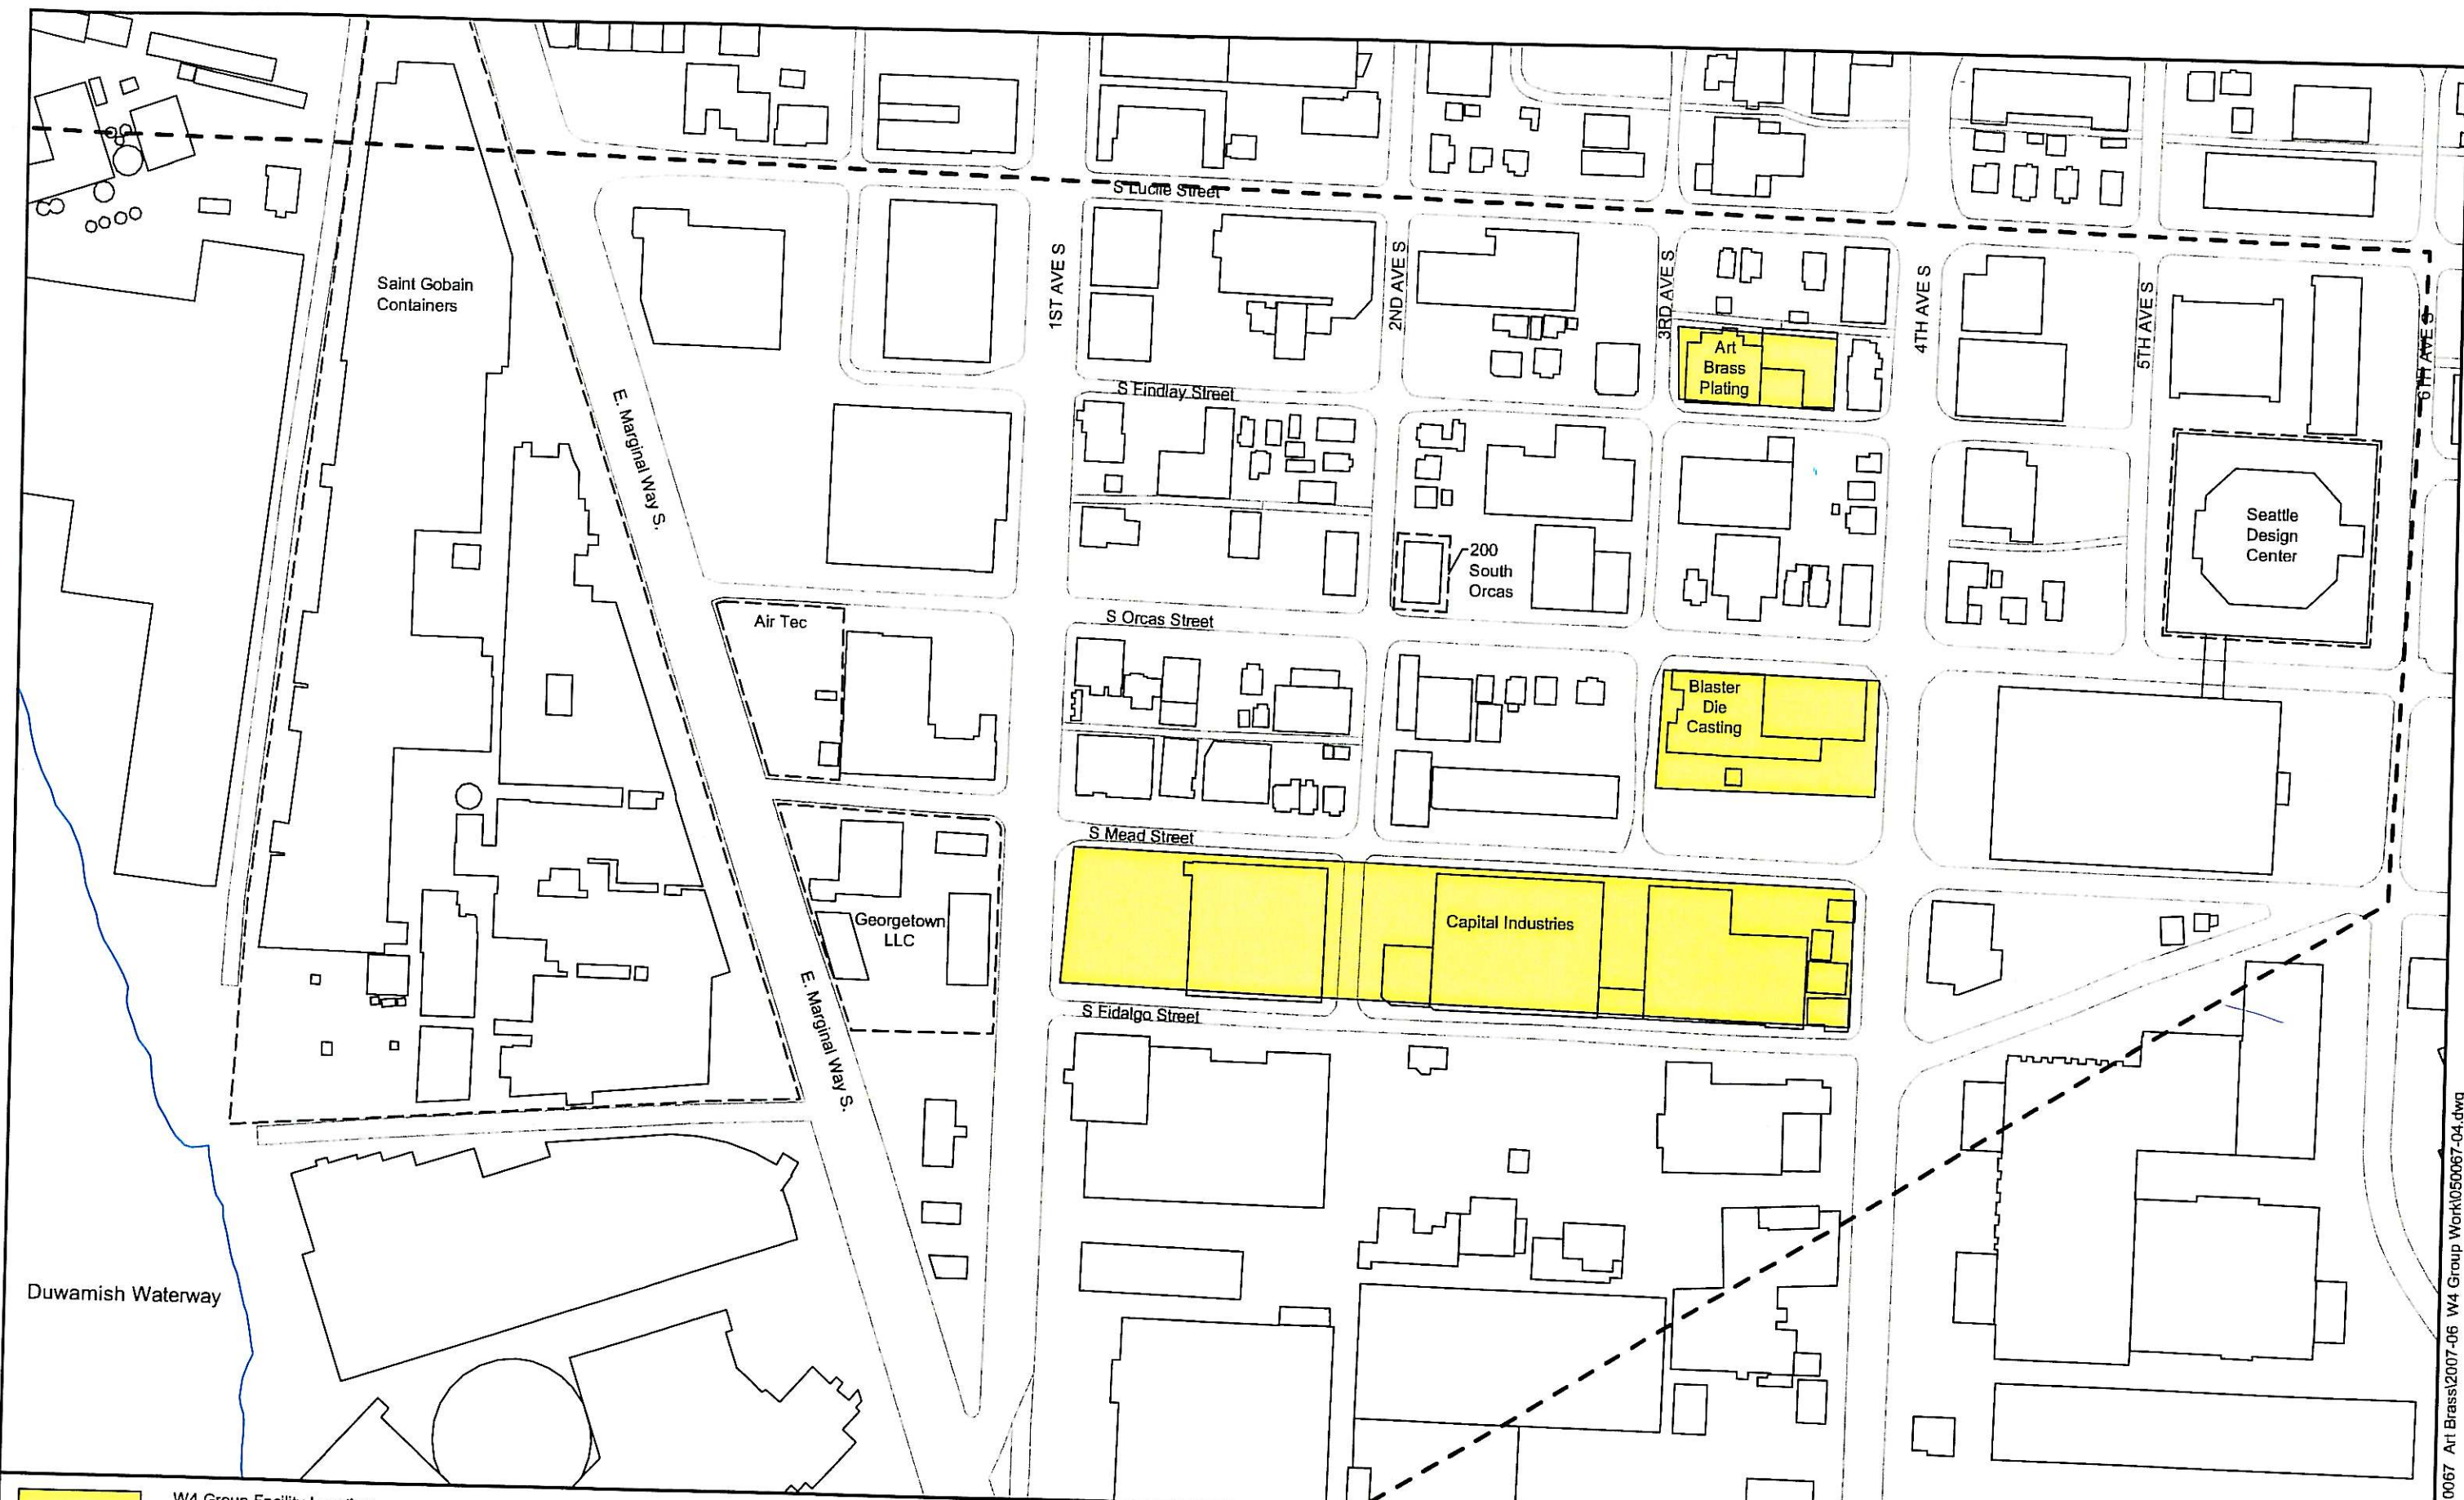 S Lucile Street
Saint Gobain
Containers
1ST AVE S
2ND AVE S
3RD AVE S
4TH AVE S
5TH AVE S
6TH AVE S
Art
Brass
Plating
S Findlay Street
E. Marginal Way S.
Seattle
Design
Center
200
South
Orcas
Air Tec
S Orcas Street
Blaster
Die
Casting
S Mead Street
Georgetown
LLC
Capital Industries
E. Marginal Way S.
S Fidalgo Street
Duwamish Waterway
0067 Art Brass\2007-06 W4 Group Work\050067-04.dwg
W4 Group Facility